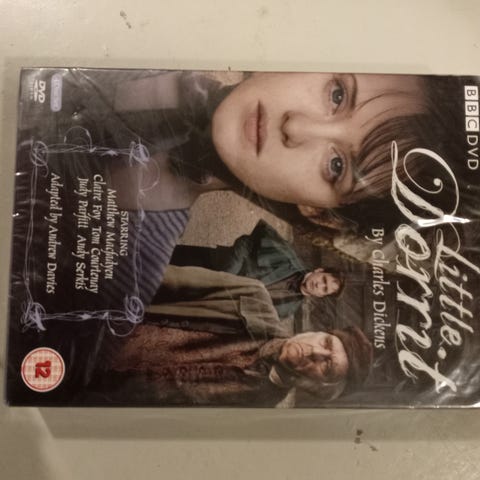 BBC DVD
Little
Dorrit
By Charles Dickens
STARRING
Matthew Macfadyen
Claire Foy Tom Courtenay
Judy Parfitt Andy Serkis
Adapted by Andrew Davies
DVD
12